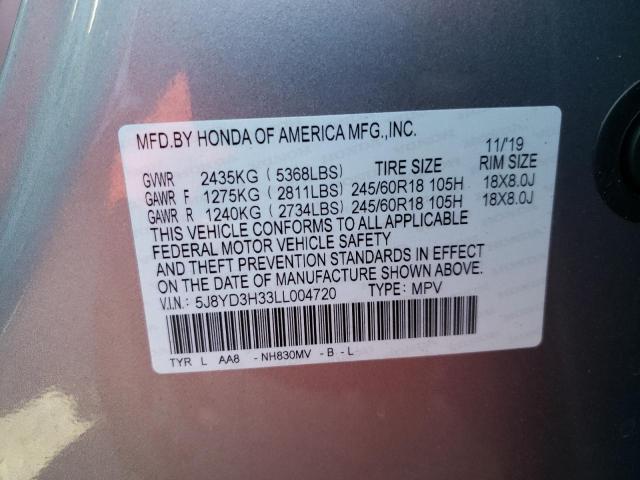 MFD.BY HONDA OF AMERICA MFG.,INC. 11/'19
GVWR 2435KG (5368LBS) TIRE SIZE RIM SIZE
GAWR F 1275KG (2811LBS) 245/60R18 105H 18X8.0J
GAWR R 1240KG (2734LBS) 245/60R18 105H 18X8.0J
THIS VEHICLE CONFORMS TO ALL APPLICABLE
FEDERAL MOTOR VEHICLE SAFETY
AND THEFT PREVENTION STANDARDS IN EFFECT
ON THE DATE OF MANUFACTURE SHOWN ABOVE.
V.I.N: 5J8YD3H33LL004720 TYPE: MPV
TYR L AA8 -NH830MV -B -L